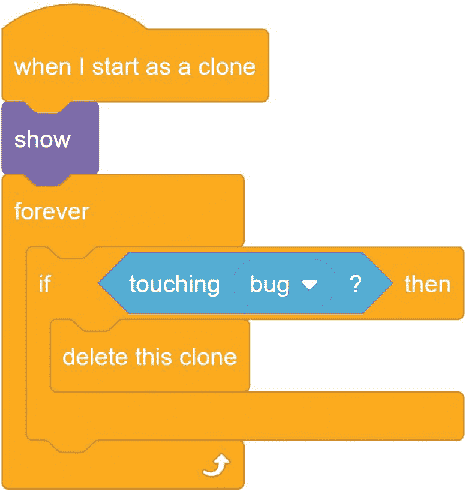 when I start as a clone
show
forever
if touching bug ? then
delete this clone